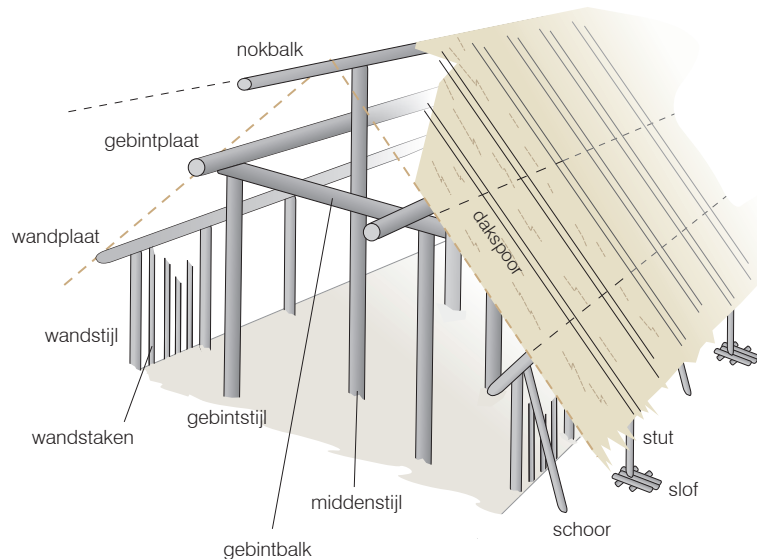 nokbalk
gebintplaat
wandplaat
dakspoor
wandstijl
gebintstijl
wandstaken
stut
slof
middenstijl
schoor
gebintbalk